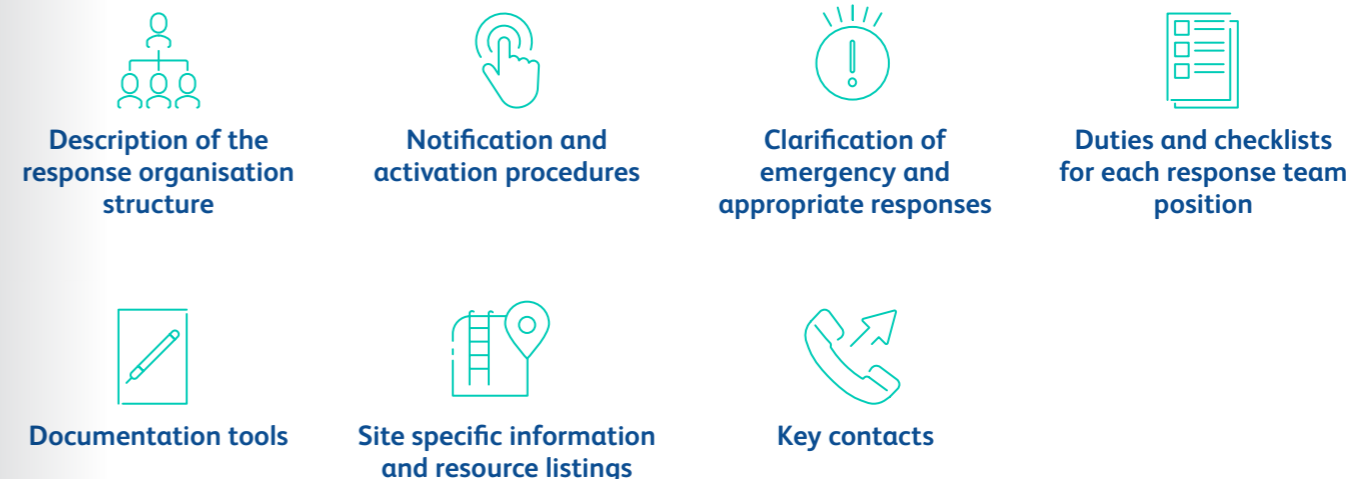 Description of the
response organisation
structure
Notification and
activation procedures
Clarification of
emergency and
appropriate responses
Duties and checklists
for each response team
position
Documentation tools
Site specific information
and resource listings
Key contacts